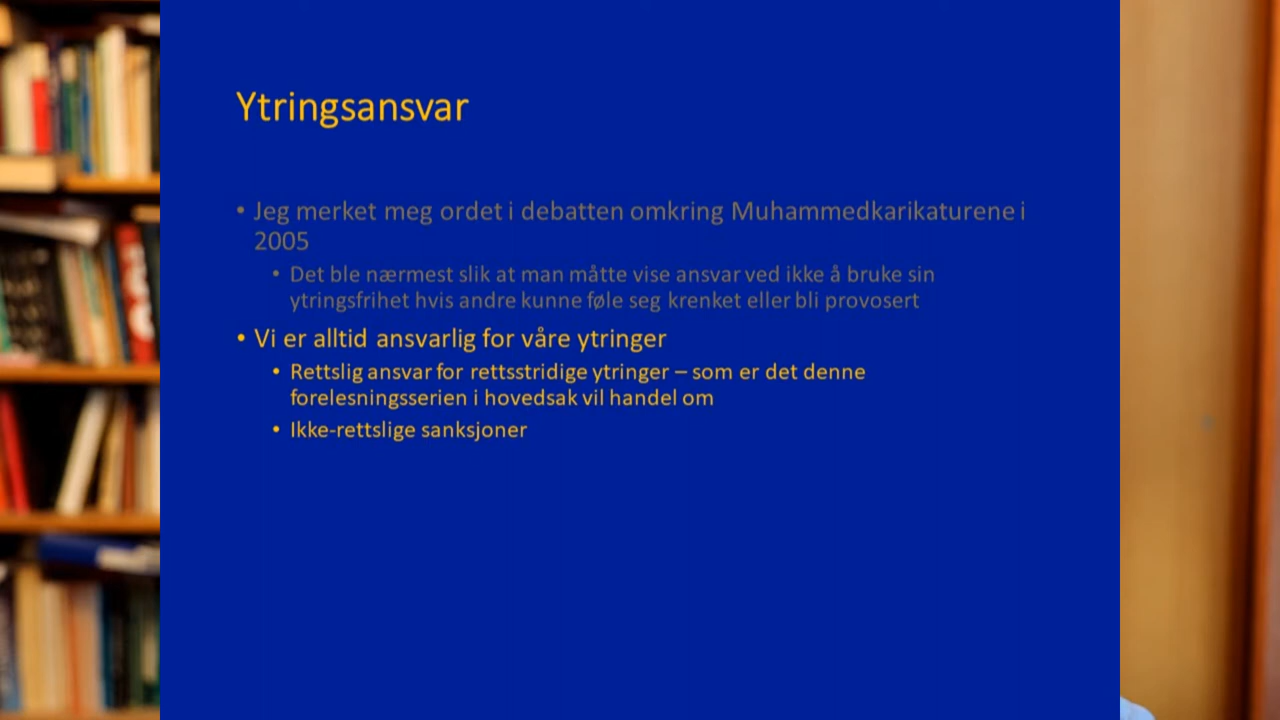 Ytringsansvar
• Jeg merket meg ordet i debatten omkring Muhammedkarikaturene i
2005
• Det ble nærmest slik at man måtte vise ansvar ved ikke å bruke sin
ytringsfrihet hvis andre kunne føle seg krenket eller bli provosert
• Vi er alltid ansvarlig for våre ytringer
• Rettslig ansvar for rettsstridige ytringer – som er det denne
forelesningsserien i hovedsak vil handel om
• Ikke-rettslige sanksjoner